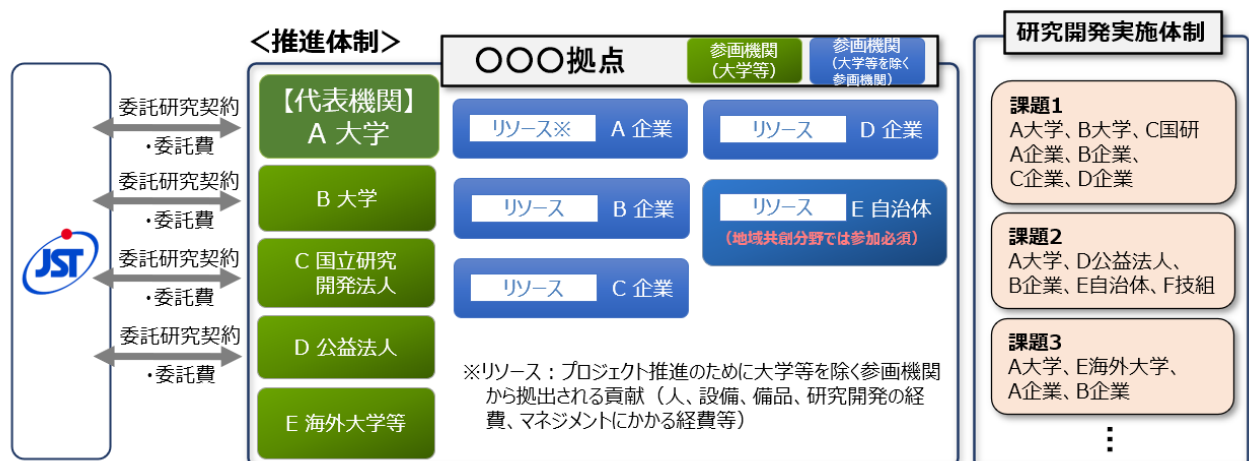 <推進体制>
〇〇〇拠点
参画機関
(大学等)
参画機関
(大学等を除く
参画機関)
研究開発実施体制
JST
委託研究契約
・委託費
委託研究契約
・委託費
委託研究契約
・委託費
委託研究契約
・委託費
【代表機関】
A 大学
B 大学
C 国立研究
開発法人
D 公益法人
E 海外大学等
リソース※ A 企業
リソース B 企業
リソース C 企業
リソース D 企業
リソース E 自治体
(地域共創分野では参加必須)
※リソース:プロジェクト推進のために大学等を除く参画機関
から拠出される貢献(人、設備、備品、研究開発の経
費、マネジメントにかかる経費等)
課題1
A大学、B大学、C国研
A企業、B企業、
C企業、D企業
課題2
A大学、D公益法人、
B企業、E自治体、F技組
課題3
A大学、E海外大学、
A企業、B企業
⋮